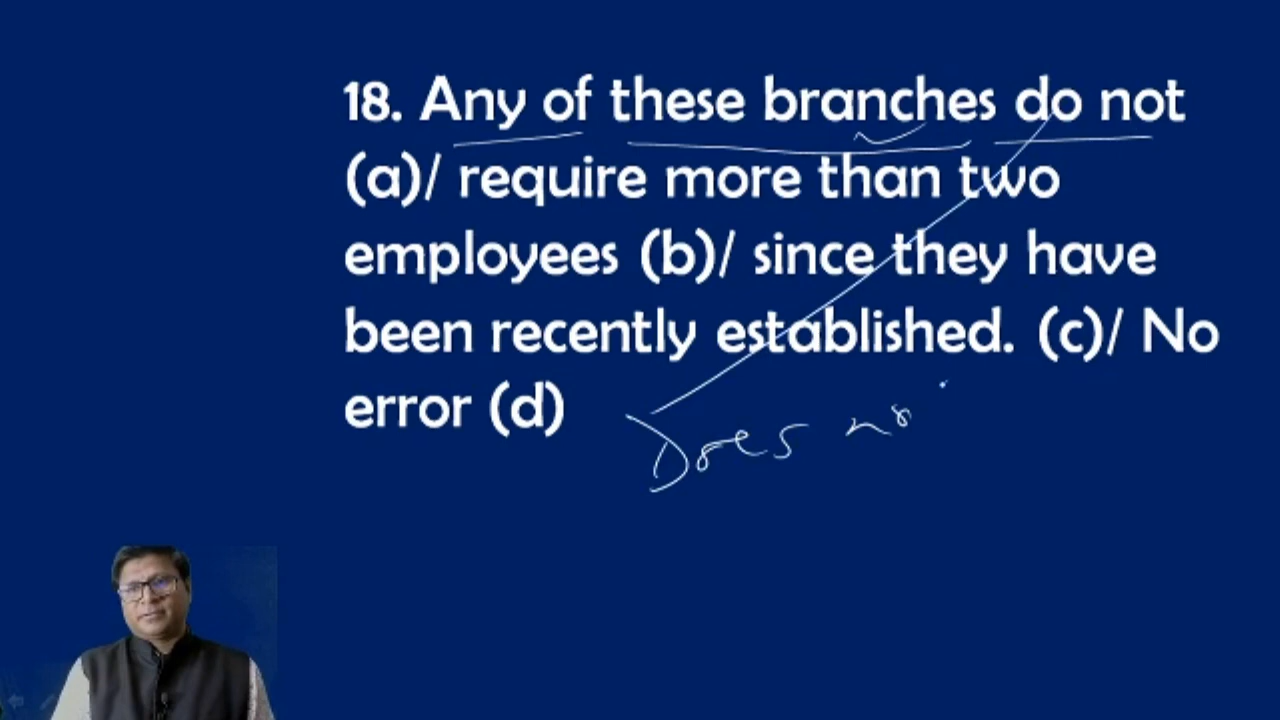 18. Any of these branches do not
(a)/ require more than two
employees (b)/ since they have
been recently established. (c)/ No
error (d)
Does no